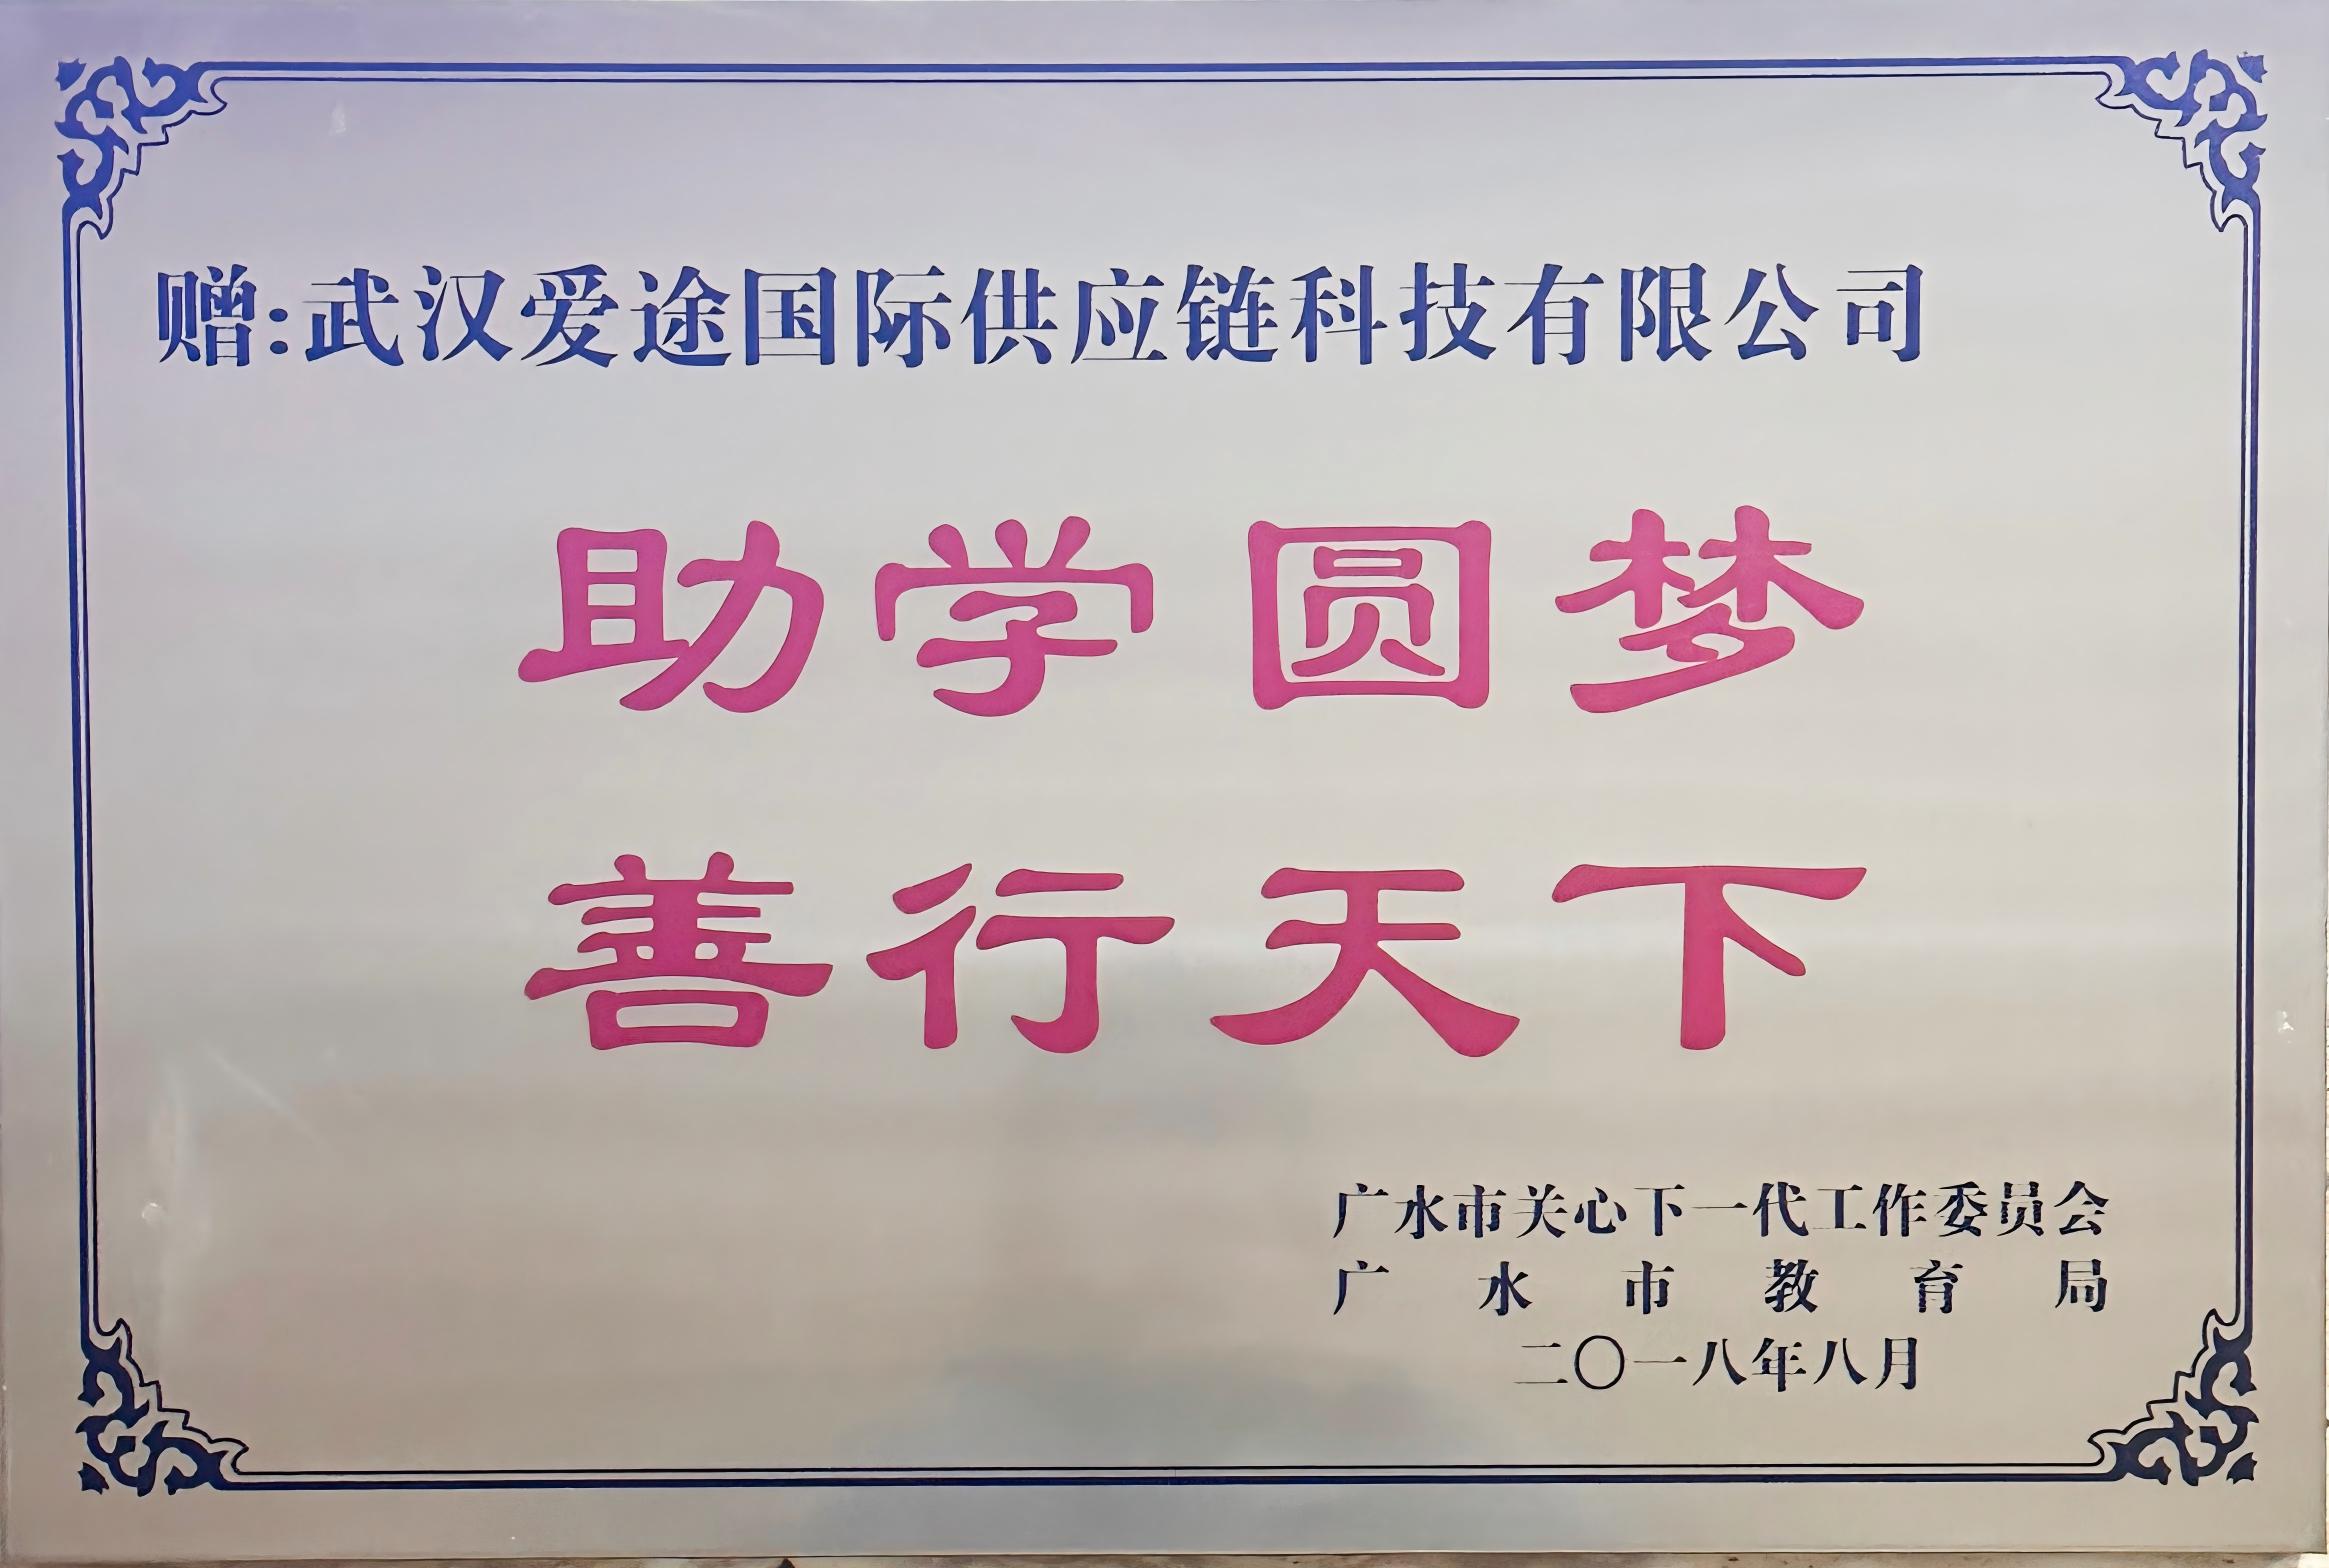 赠:武汉爱途国际供应链科技有限公司
助学圆梦
善行天下
广水市关心下一代工作委员会
广水市教育局
二〇一八年八月